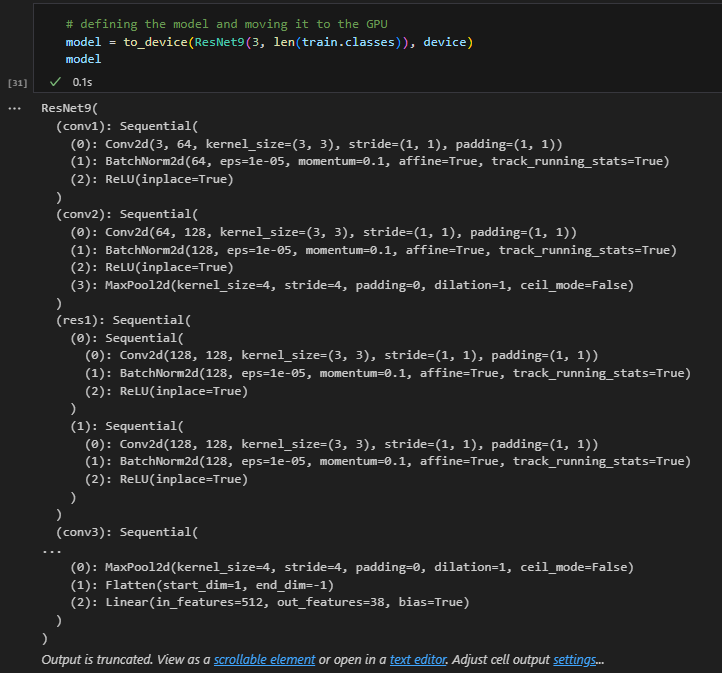 # defining the model and moving it to the GPU
model = to_device(ResNet9(3, len(train.classes)), device)
model
[31] ✓ 0.1s
... ResNet9(
  (conv1): Sequential(
    (0): Conv2d(3, 64, kernel_size=(3, 3), stride=(1, 1), padding=(1, 1))
    (1): BatchNorm2d(64, eps=1e-05, momentum=0.1, affine=True, track_running_stats=True)
    (2): ReLU(inplace=True)
  )
  (conv2): Sequential(
    (0): Conv2d(64, 128, kernel_size=(3, 3), stride=(1, 1), padding=(1, 1))
    (1): BatchNorm2d(128, eps=1e-05, momentum=0.1, affine=True, track_running_stats=True)
    (2): ReLU(inplace=True)
    (3): MaxPool2d(kernel_size=4, stride=4, padding=0, dilation=1, ceil_mode=False)
  )
  (res1): Sequential(
    (0): Sequential(
      (0): Conv2d(128, 128, kernel_size=(3, 3), stride=(1, 1), padding=(1, 1))
      (1): BatchNorm2d(128, eps=1e-05, momentum=0.1, affine=True, track_running_stats=True)
      (2): ReLU(inplace=True)
    )
    (1): Sequential(
      (0): Conv2d(128, 128, kernel_size=(3, 3), stride=(1, 1), padding=(1, 1))
      (1): BatchNorm2d(128, eps=1e-05, momentum=0.1, affine=True, track_running_stats=True)
      (2): ReLU(inplace=True)
    )
  )
  (conv3): Sequential(
...
    (0): MaxPool2d(kernel_size=4, stride=4, padding=0, dilation=1, ceil_mode=False)
    (1): Flatten(start_dim=1, end_dim=-1)
    (2): Linear(in_features=512, out_features=38, bias=True)
  )
)
Output is truncated. View as a scrollable element or open in a text editor. Adjust cell output settings...